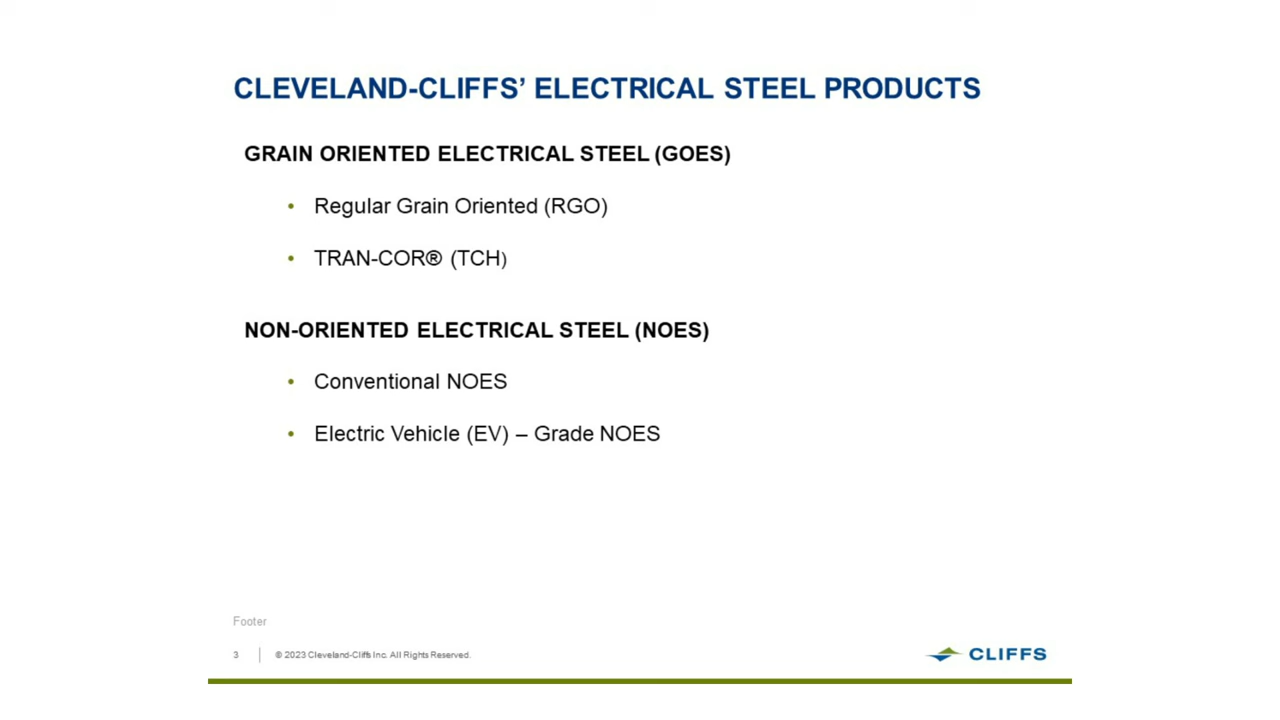 CLEVELAND-CLIFFS’ ELECTRICAL STEEL PRODUCTS
GRAIN ORIENTED ELECTRICAL STEEL (GOES)
• Regular Grain Oriented (RGO)
• TRAN-COR® (TCH)
NON-ORIENTED ELECTRICAL STEEL (NOES)
• Conventional NOES
• Electric Vehicle (EV) – Grade NOES
Footer
3 © 2023 Cleveland-Cliffs Inc. All Rights Reserved.
CLIFFS